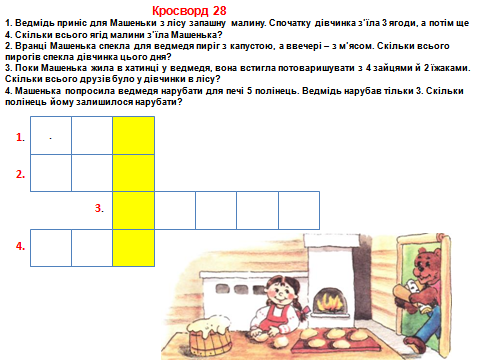 Кросворд 28
1. Ведмідь приніс для Машеньки з лісу запашну малину. Спочатку дівчинка з'їла 3 ягоди, а потім ще
4. Скільки всього ягід малини з'їла Машенька?
2. Вранці Машенька спекла для ведмедя пиріг з капустою, а ввечері – з м'ясом. Скільки всього
пирогів спекла дівчинка цього дня?
3. Поки Машенька жила в хатинці у ведмедя, вона встигла потоваришувати з 4 зайцями й 2 їжаками.
Скільки всього друзів було у дівчинки в лісу?
4. Машенька попросила ведмедя нарубати для печі 5 полінець. Ведмідь нарубав тільки 3. Скільки
полінець йому залишилося нарубати?
1.
2.
3.
4.